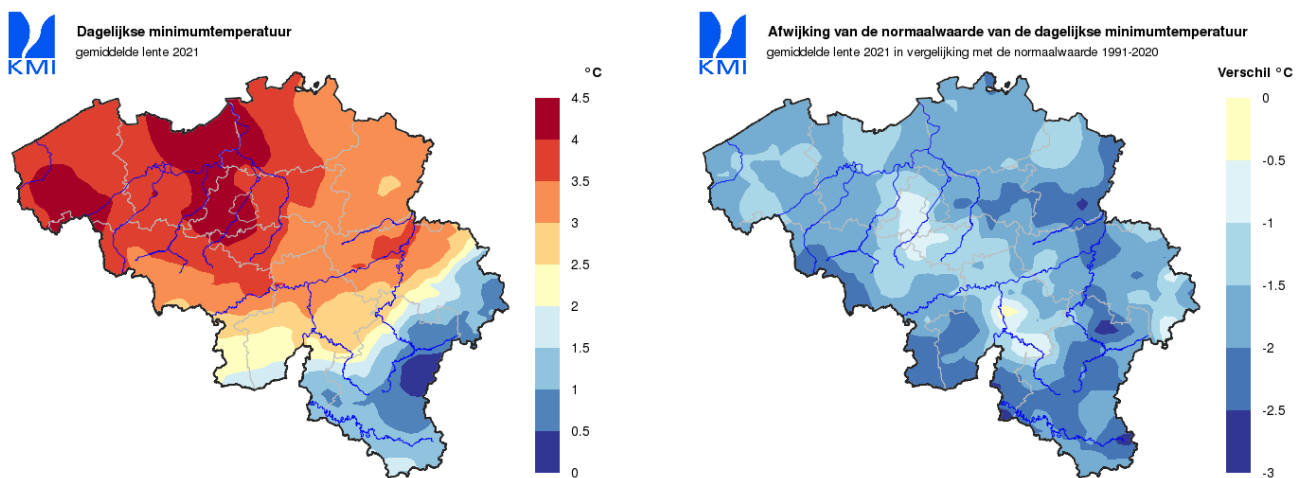 Dagelijkse minimumtemperatuur
gemiddelde lente 2021
KMI
°C
4.5
4
3.5
3
2.5
2
1.5
1
0.5
0
Afwijking van de normaalwaarde van de dagelijkse minimumtemperatuur
gemiddelde lente 2021 in vergelijking met de normaalwaarde 1991-2020
KMI
Verschil °C
0
-0.5
-1
-1.5
-2
-2.5
-3